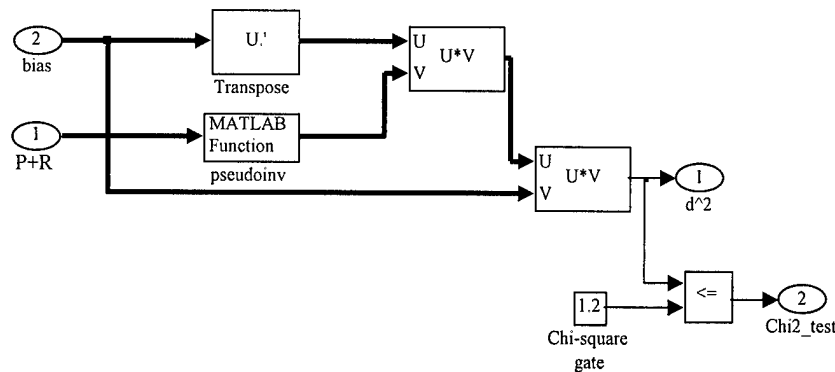 2
bias
U.'
Transpose
U
V
U*V
1
P+R
MATLAB
Function
pseudoinv
U
V
U*V
1
d^2
1.2
Chi-square
gate
<=
2
Chi2_test